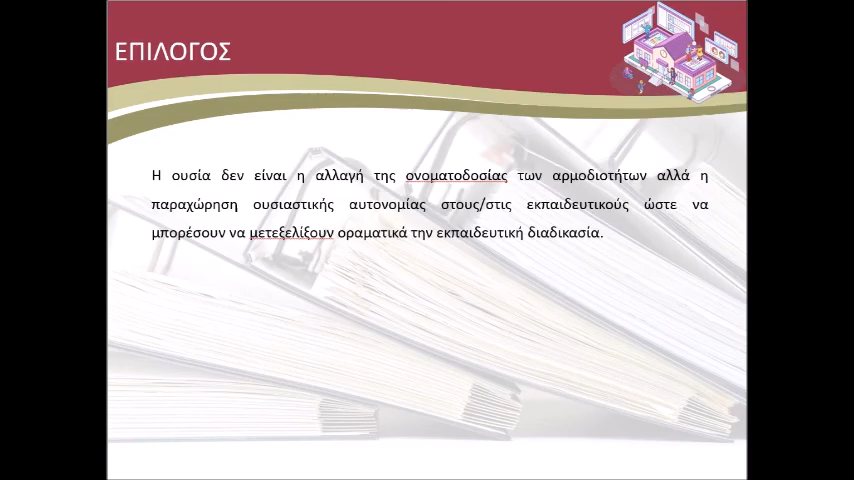 ΕΠΙΛΟΓΟΣ
Η ουσία δεν είναι η αλλαγή της ονοματοδοσίας των αρμοδιοτήτων αλλά η
παραχώρηση ουσιαστικής αυτονομίας στους/στις εκπαιδευτικούς ώστε να
μπορέσουν να μετεξελίξουν οραματικά την εκπαιδευτική διαδικασία.